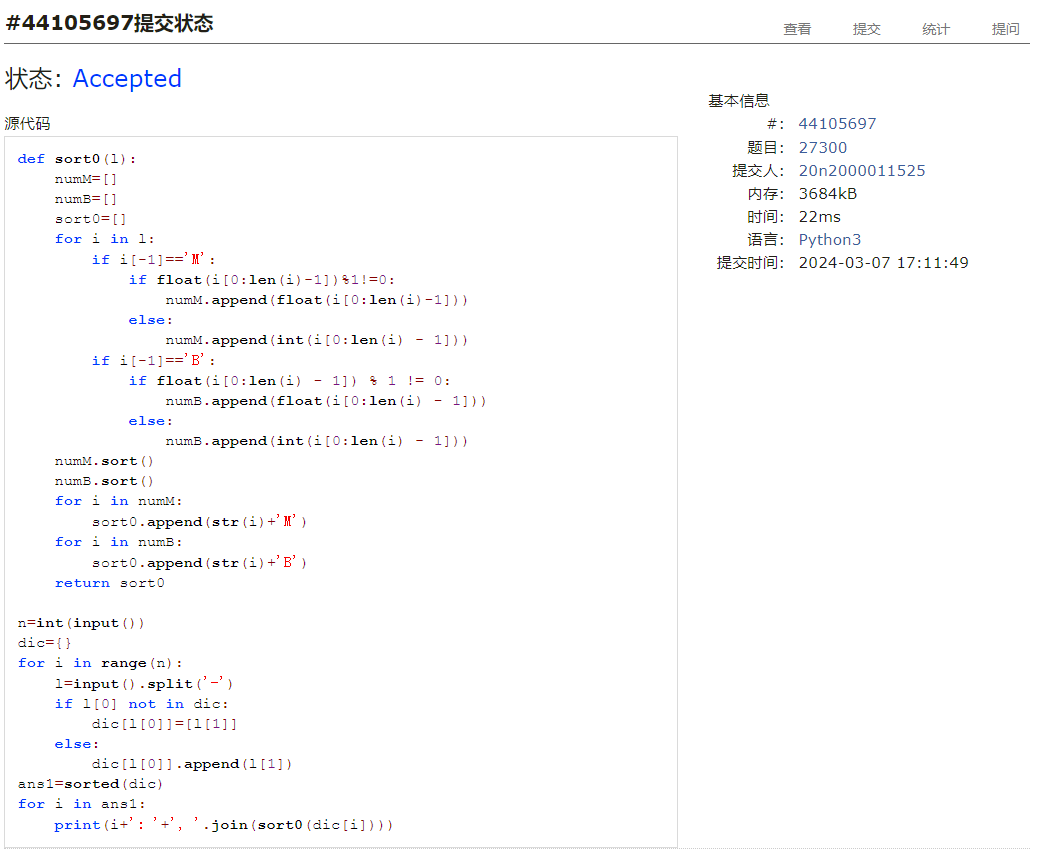 #44105697提交状态
查看 提交 统计 提问
状态: Accepted
源代码
def sort0(l):
    numM=[]
    numB=[]
    sort0=[]
    for i in l:
        if i[-1]=='M':
            if float(i[0:len(i)-1])%1!=0:
                numM.append(float(i[0:len(i)-1]))
            else:
                numM.append(int(i[0:len(i) - 1]))
        if i[-1]=='B':
            if float(i[0:len(i) - 1]) % 1 != 0:
                numB.append(float(i[0:len(i) - 1]))
            else:
                numB.append(int(i[0:len(i) - 1]))
    numM.sort()
    numB.sort()
    for i in numM:
        sort0.append(str(i)+'M')
    for i in numB:
        sort0.append(str(i)+'B')
    return sort0

n=int(input())
dic={}
for i in range(n):
    l=input().split('-')
    if l[0] not in dic:
        dic[l[0]]=[l[1]]
    else:
        dic[l[0]].append(l[1])
ans1=sorted(dic)
for i in ans1:
    print(i+': '+', '.join(sort0(dic[i])))
基本信息
#: 44105697
题目: 27300
提交人: 20n2000011525
内存: 3684kB
时间: 22ms
语言: Python3
提交时间: 2024-03-07 17:11:49